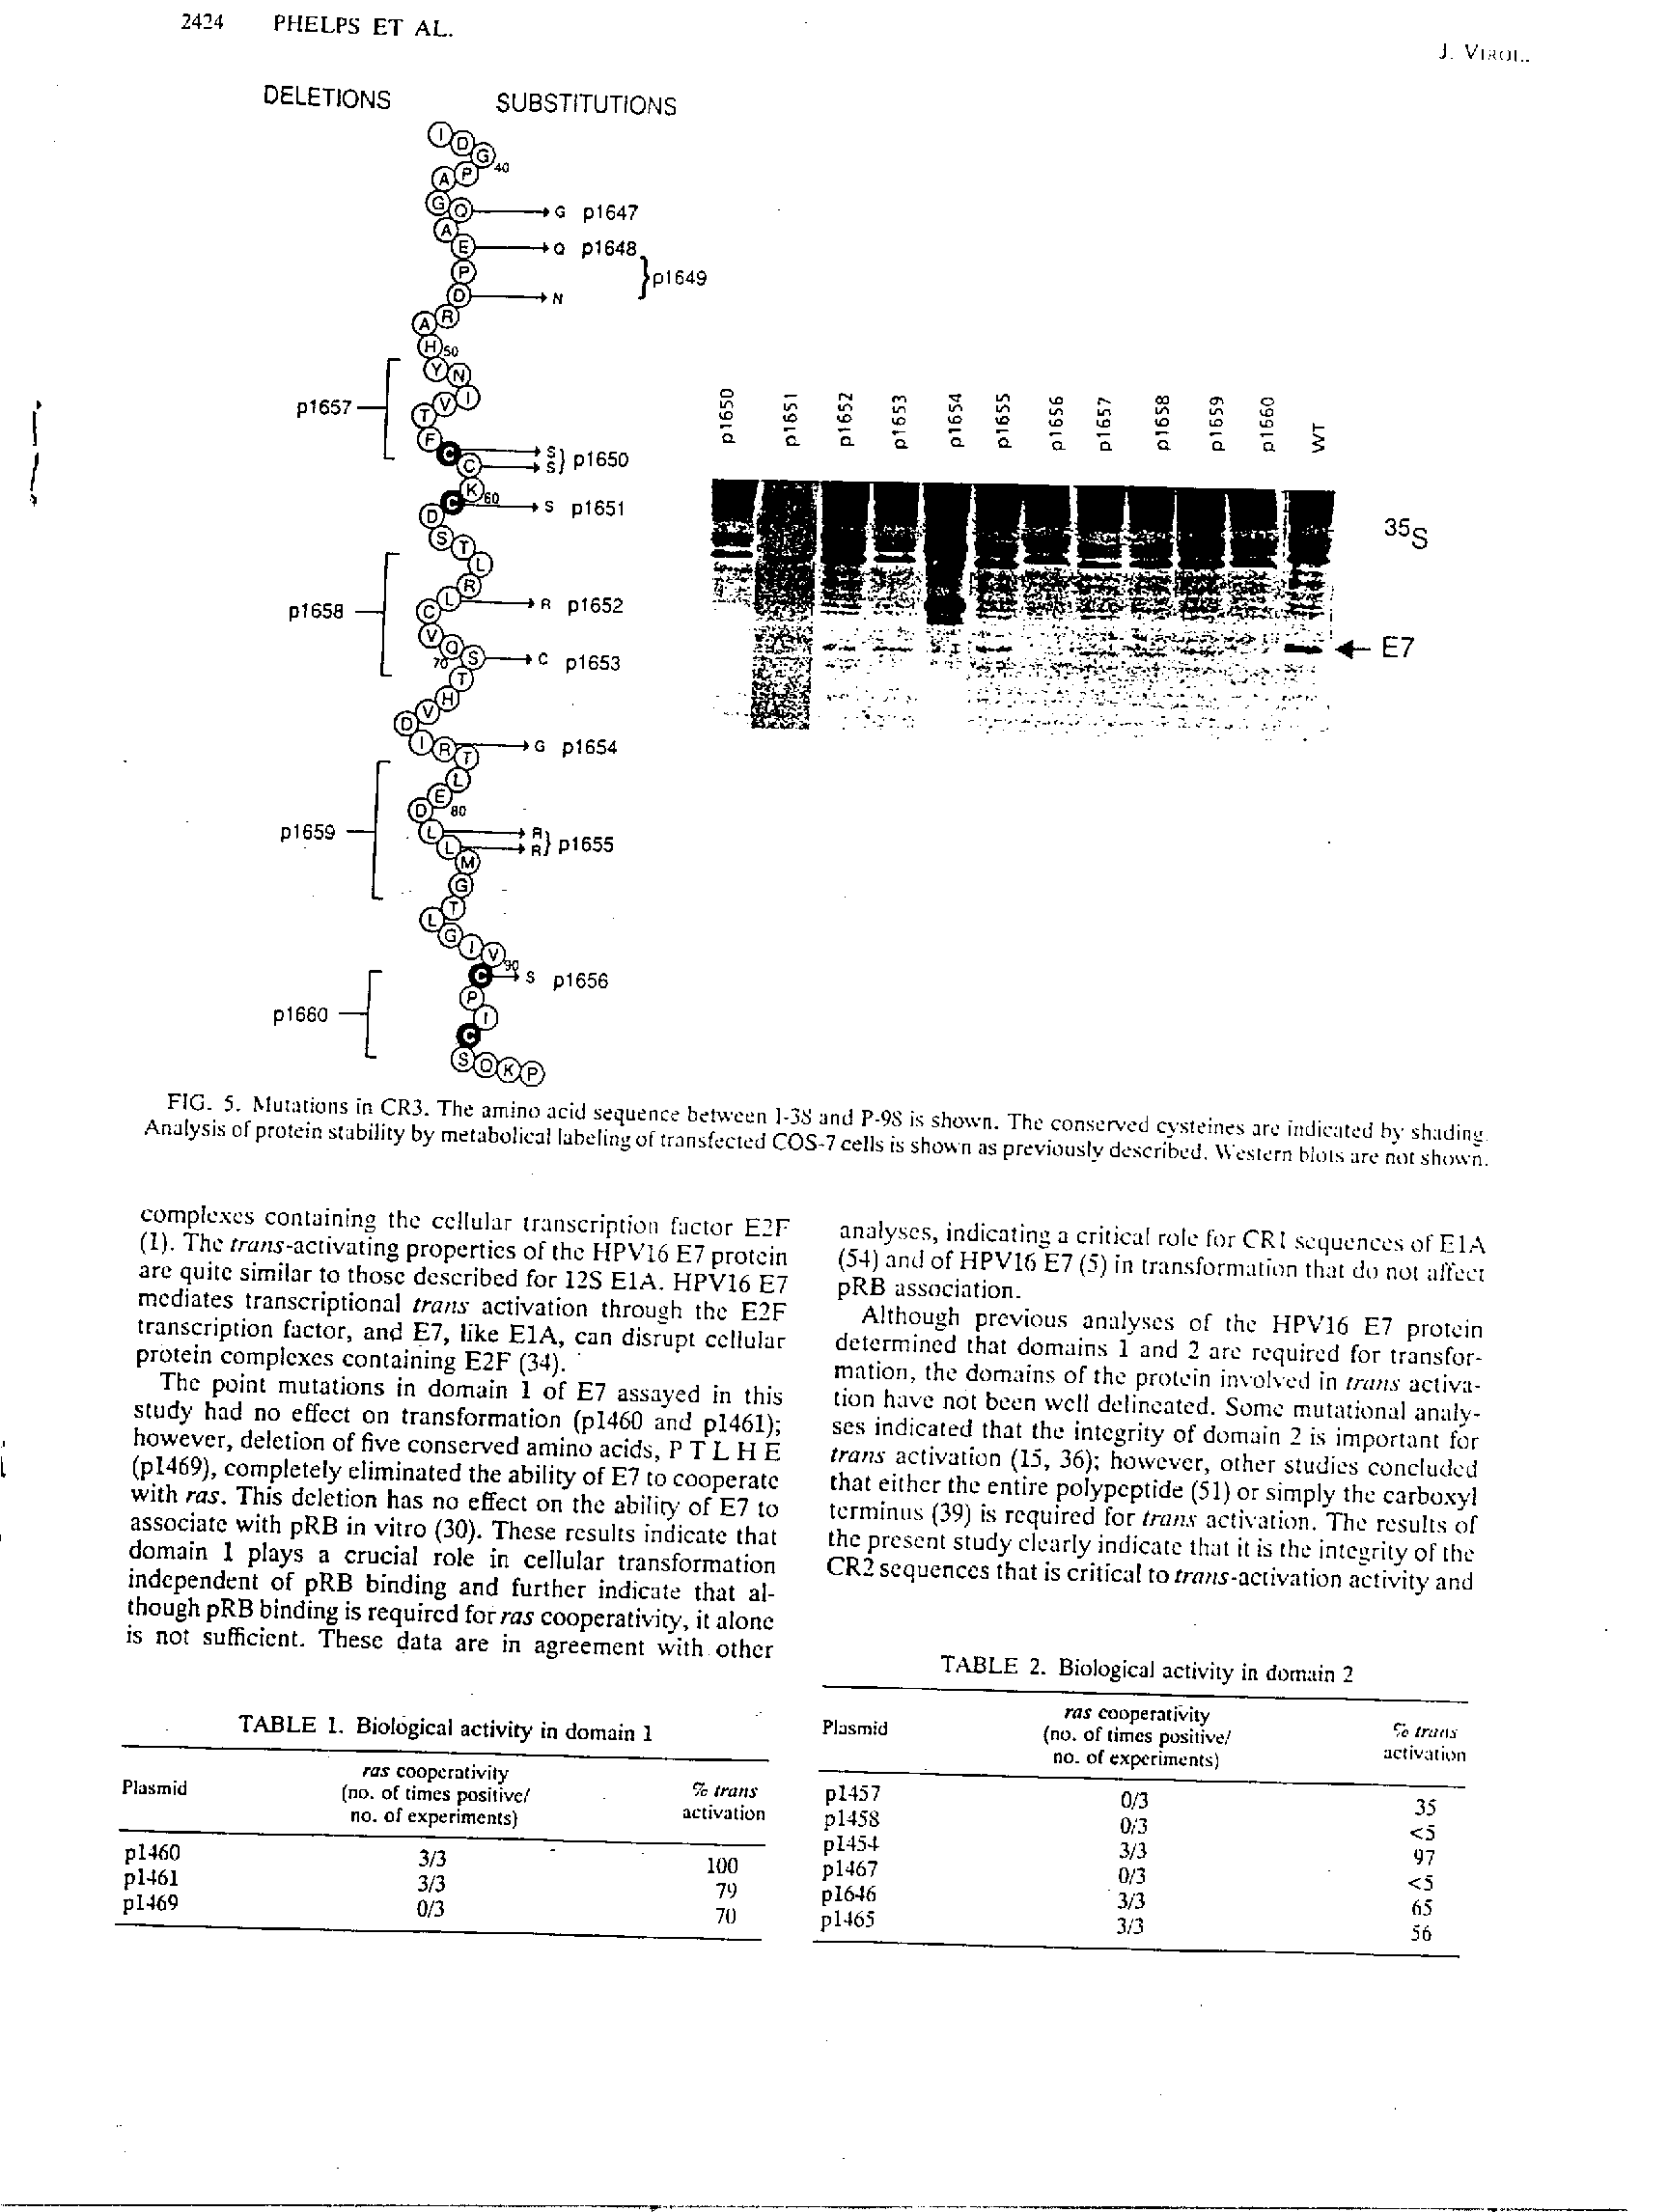 2424 PHELPS ET AL.
J. VIROL.
DELETIONS SUBSTITUTIONS
I D G 40
A P
G Q G p1647
A
E Q p1648
P } p1649
D N
A R
H 50
Y N
p1657 T V I
F
C S
C S } p1650
K 60
D C S p1651
S T
L
R
p1658 C L R p1652
V Q
70 S C p1653
T
H
D V
I R G p1654
T
L
E
D 80
p1659 L R
L R } p1655
M
G
T
L
G I V 90
C S p1656
P
p1660 I
C
S Q K P
p1650 p1651 p1652 p1653 p1654 p1655 p1656 p1657 p1658 p1659 p1660 WT
35S
E7
FIG. 5. Mutations in CR3. The amino acid sequence between I-38 and P-98 is shown. The conserved cysteines are indicated by shading.
Analysis of protein stability by metabolical labeling of transfected COS-7 cells is shown as previously described. Western blots are not shown.
complexes containing the cellular transcription factor E2F
(1). The trans-activating properties of the HPV16 E7 protein
are quite similar to those described for 12S E1A. HPV16 E7
mediates transcriptional trans activation through the E2F
transcription factor, and E7, like E1A, can disrupt cellular
protein complexes containing E2F (34).
The point mutations in domain 1 of E7 assayed in this
study had no effect on transformation (p1460 and p1461);
however, deletion of five conserved amino acids, P T L H E
(p1469), completely eliminated the ability of E7 to cooperate
with ras. This deletion has no effect on the ability of E7 to
associate with pRB in vitro (30). These results indicate that
domain 1 plays a crucial role in cellular transformation
independent of pRB binding and further indicate that al-
though pRB binding is required for ras cooperativity, it alone
is not sufficient. These data are in agreement with other
analyses, indicating a critical role for CR1 sequences of E1A
(54) and of HPV16 E7 (5) in transformation that do not affect
pRB association.
Although previous analyses of the HPV16 E7 protein
determined that domains 1 and 2 are required for transfor-
mation, the domains of the protein involved in trans activa-
tion have not been well delineated. Some mutational analy-
ses indicated that the integrity of domain 2 is important for
trans activation (15, 36); however, other studies concluded
that either the entire polypeptide (51) or simply the carboxyl
terminus (39) is required for trans activation. The results of
the present study clearly indicate that it is the integrity of the
CR2 sequences that is critical to trans-activation activity and
TABLE 1. Biological activity in domain 1
Plasmid ras cooperativity (no. of times positive/ no. of experiments) % trans activation
p1460 3/3 100
p1461 3/3 79
p1469 0/3 70
TABLE 2. Biological activity in domain 2
Plasmid ras cooperativity (no. of times positive/ no. of experiments) % trans activation
p1457 0/3 35
p1458 0/3 <5
p1454 3/3 97
p1467 0/3 <5
p1646 3/3 65
p1465 3/3 56